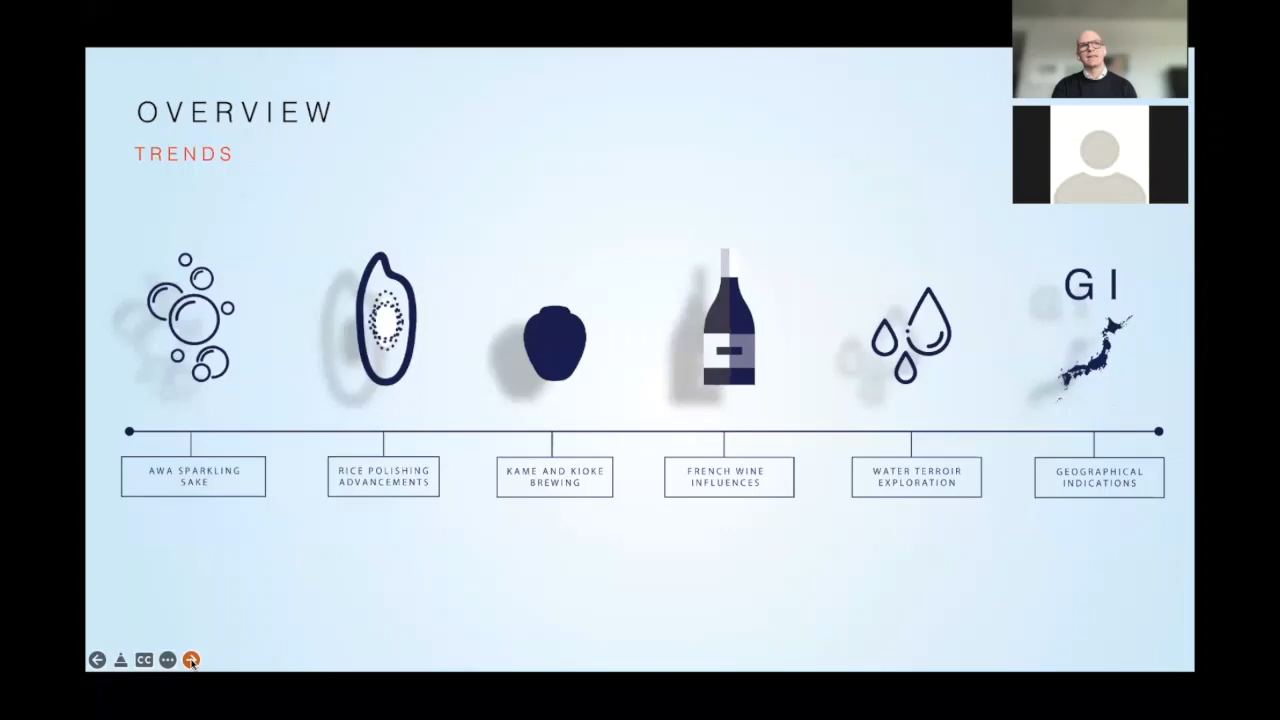 OVERVIEW
TRENDS
GI
AWA SPARKLING
SAKE
RICE POLISHING
ADVANCEMENTS
KAME AND KIOKE
BREWING
FRENCH WINE
INFLUENCES
WATER TERROIR
EXPLORATION
GEOGRAPHICAL
INDICATIONS
CC